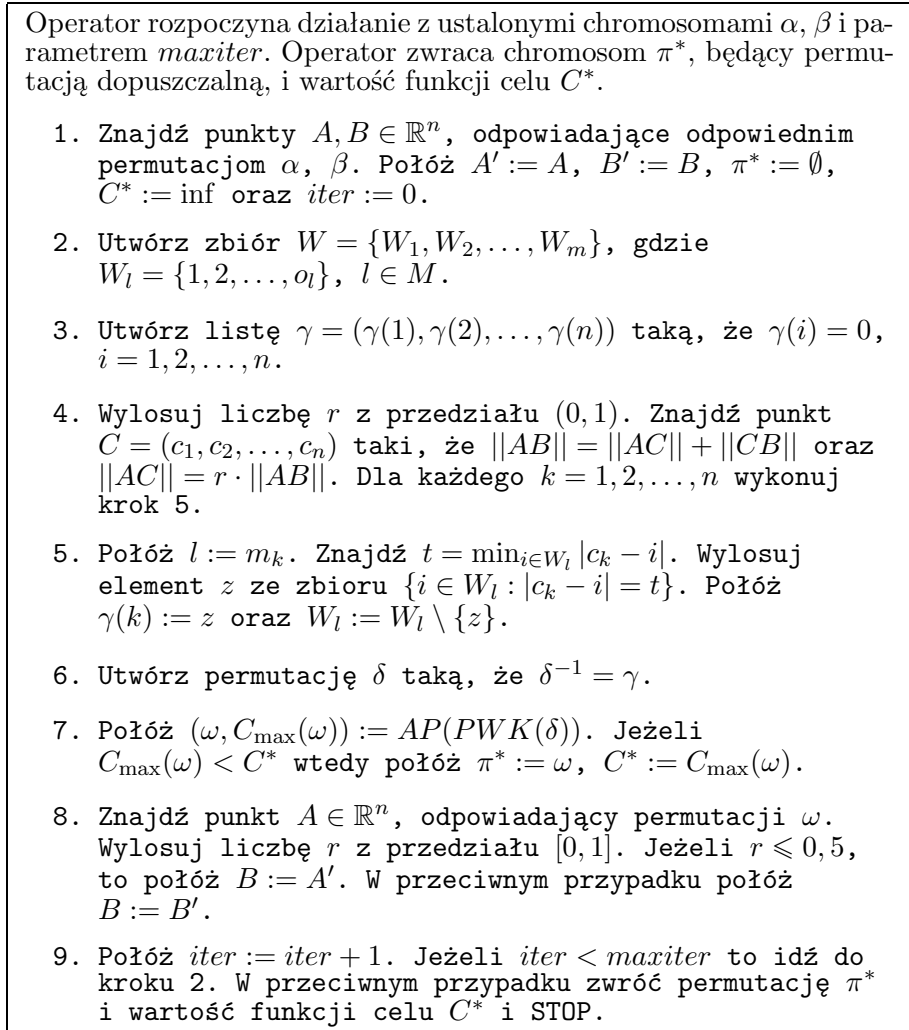 Operator rozpoczyna działanie z ustalonymi chromosomami α, β i pa-
rametrem maxiter. Operator zwraca chromosom π*, będący permu-
tacją dopuszczalną, i wartość funkcji celu C*.
1. Znajdź punkty A, B ∈ ℝⁿ, odpowiadające odpowiednim
permutacjom α, β. Połóż A′ := A, B′ := B, π* := ∅,
C* := inf oraz iter := 0.
2. Utwórz zbiór W = {W₁, W₂, . . . , Wₘ}, gdzie
Wₗ = {1, 2, . . . , oₗ}, l ∈ M.
3. Utwórz listę γ = (γ(1), γ(2), . . . , γ(n)) taką, że γ(i) = 0,
i = 1, 2, . . . , n.
4. Wylosuj liczbę r z przedziału (0, 1). Znajdź punkt
C = (c₁, c₂, . . . , cₙ) taki, że ||AB|| = ||AC|| + ||CB|| oraz
||AC|| = r · ||AB||. Dla każdego k = 1, 2, . . . , n wykonuj
krok 5.
5. Połóż l := mₖ. Znajdź t = min_{i∈Wₗ} |cₖ − i|. Wylosuj
element z ze zbioru {i ∈ Wₗ : |cₖ − i| = t}. Połóż
γ(k) := z oraz Wₗ := Wₗ \ {z}.
6. Utwórz permutację δ taką, że δ⁻¹ = γ.
7. Połóż (ω, C_max(ω)) := AP(PWK(δ)). Jeżeli
C_max(ω) < C* wtedy połóż π* := ω, C* := C_max(ω).
8. Znajdź punkt A ∈ ℝⁿ, odpowiadający permutacji ω.
Wylosuj liczbę r z przedziału [0, 1]. Jeżeli r ⩽ 0, 5,
to połóż B := A′. W przeciwnym przypadku połóż
B := B′.
9. Połóż iter := iter + 1. Jeżeli iter < maxiter to idź do
kroku 2. W przeciwnym przypadku zwróć permutację π*
i wartość funkcji celu C* i STOP.